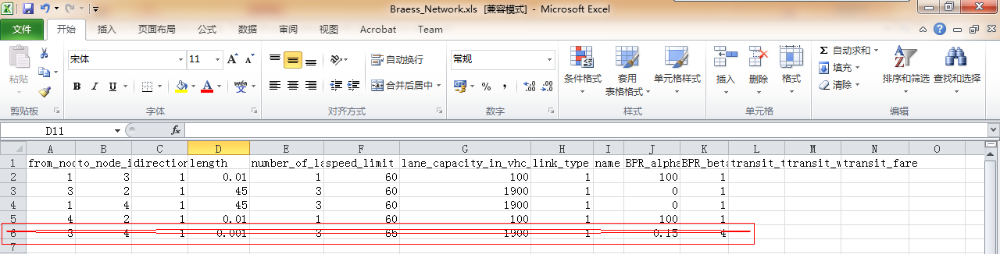 Braess_Network.xls [兼容模式] - Microsoft Excel
文件 开始 插入 页面布局 公式 数据 审阅 视图 Acrobat Team
宋体 11 A A 自动换行 常规 自动求和
粘贴 条件格式 套用 表格格式 单元格样式 插入 删除 格式 填充 排序和筛选 查找和选择
B I U A wén 文 合并后居中 % , .0 .00 .00 .0 清除
剪贴板 字体 对齐方式 数字 样式 单元格 编辑
D11 fx
A B C D E F G H I J K L M N O
1 from_noc to_node_i direction length number_of_la speed_limit lane_capacity_in_vhc_ link_type name BPR_alpha BPR_beta transit_t transit_w transit_fare
2 1 3 1 0.01 1 60 100 1 100 1
3 3 2 1 45 3 60 1900 1 0 1
4 1 4 1 45 3 60 1900 1 0 1
5 4 2 1 0.01 1 60 100 1 100 1
6 3 4 1 0.001 3 65 1900 1 0.15 4
7